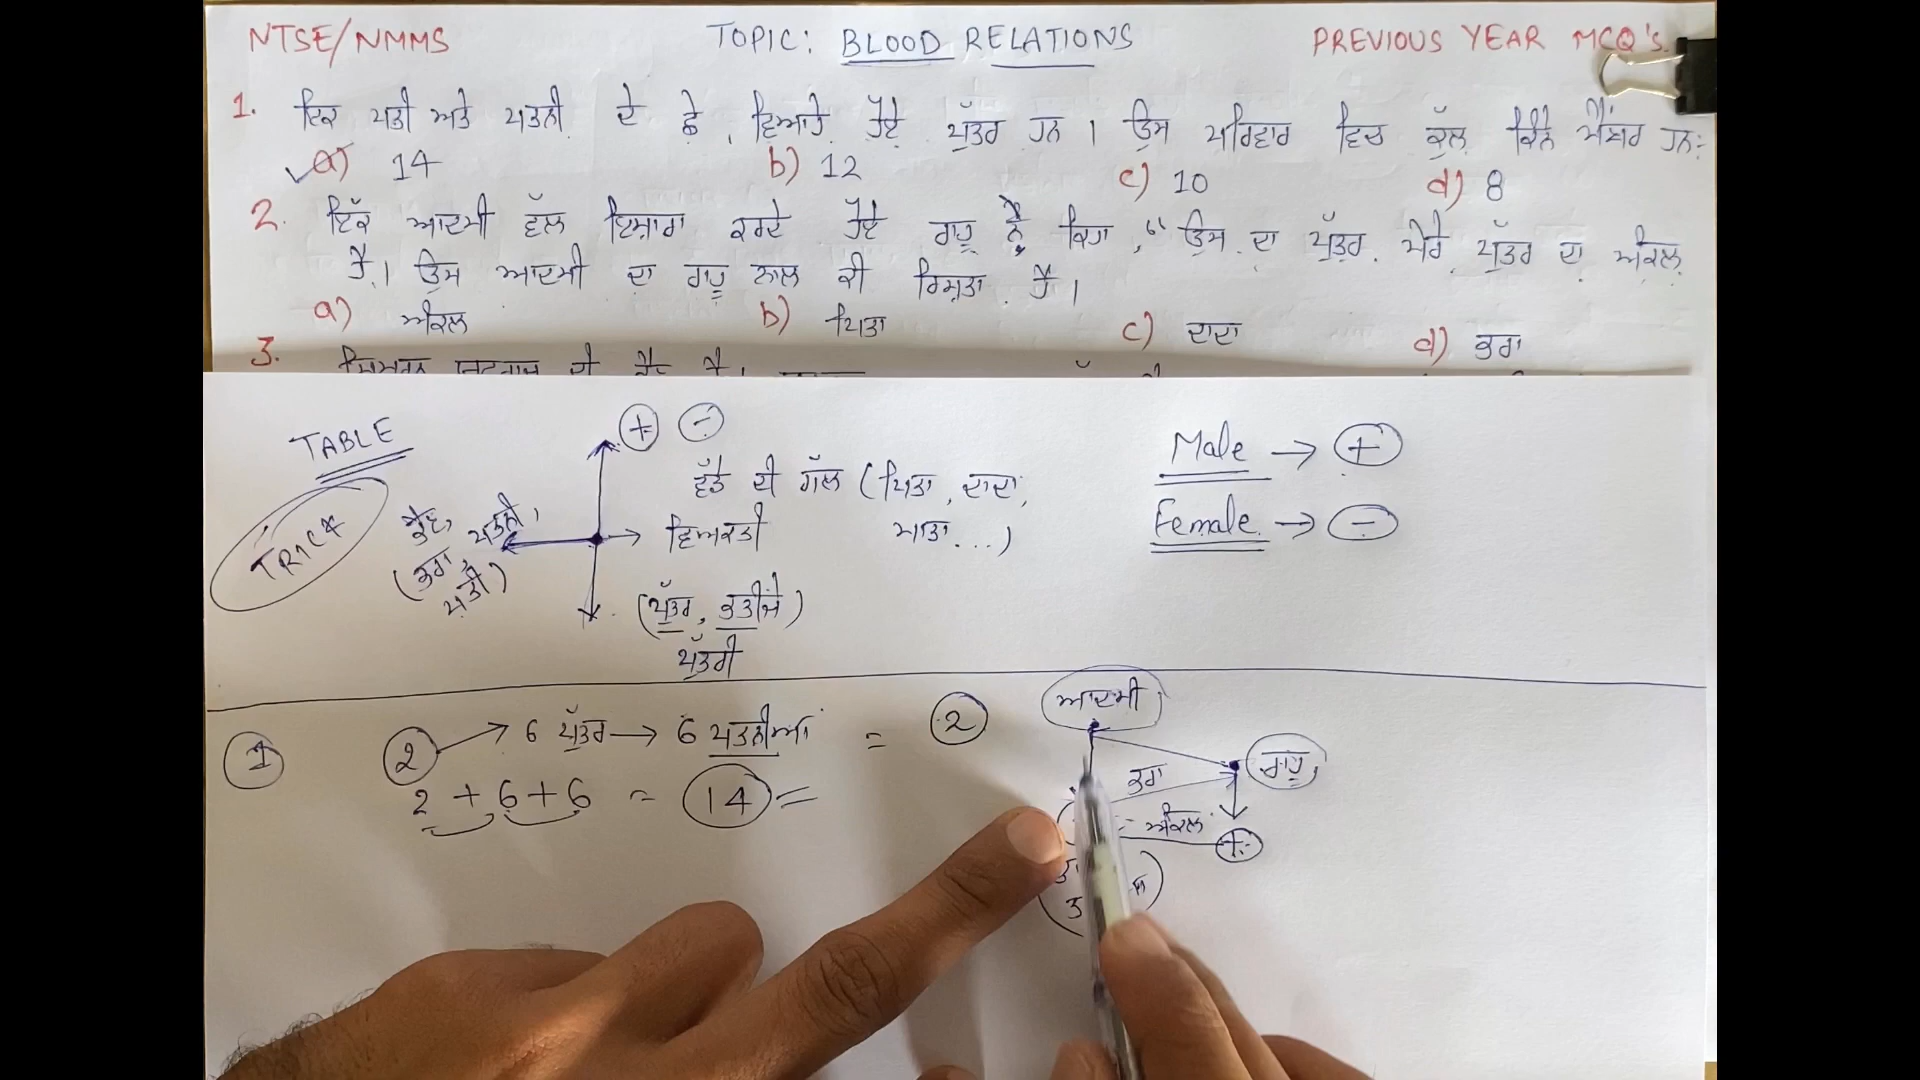 NTSE/NMMS TOPIC: BLOOD RELATIONS PREVIOUS YEAR MCQ's.
1. ਇਕ ਪਤੀ ਅਤੇ ਪਤਨੀ ਦੇ ਛੇ, ਵਿਆਹੇ ਹੋਏ ਪੁੱਤਰ ਹਨ। ਉਸ ਪਰਿਵਾਰ ਵਿਚ ਕੁੱਲ ਕਿੰਨੇ ਮੈਂਬਰ ਹਨ:
a) 14 b) 12 c) 10 d) 8
2. ਇੱਕ ਆਦਮੀ ਵੱਲ ਇਸ਼ਾਰਾ ਕਰਦੇ ਹੋਏ ਰਾਹੁ ਨੇ ਕਿਹਾ, "ਉਸ ਦਾ ਪੁੱਤਰ ਮੇਰੇ ਪੁੱਤਰ ਦਾ ਅੰਕਲ
ਹੈ। ਉਸ ਆਦਮੀ ਦਾ ਰਾਹੂ ਨਾਲ ਕੀ ਰਿਸ਼ਤਾ ਹੈ।
a) ਅੰਕਲ b) ਪਿਤਾ c) ਦਾਦਾ d) ਭਰਾ
3.
TABLE
TRICK
+ -
ਵੱਡੇ ਦੀ ਗੱਲ (ਪਿਤਾ, ਦਾਦਾ,
ਮਾਤਾ...)
ਭੈਣ, ਪਤਨੀ,
(ਭਰਾ, ਪਤੀ)
→ ਵਿਅਕਤੀ
(ਪੁੱਤਰ, ਭਤੀਜੇ)
ਪੁੱਤਰੀ
Male → +
Female → -
1 2 → 6 ਪੁੱਤਰ → 6 ਪਤਨੀਆਂ =
2 + 6 + 6 = 14 =
2 ਆਦਮੀ
ਰਾਹੂ
ਭਰਾ
= ਅੰਕਲ +